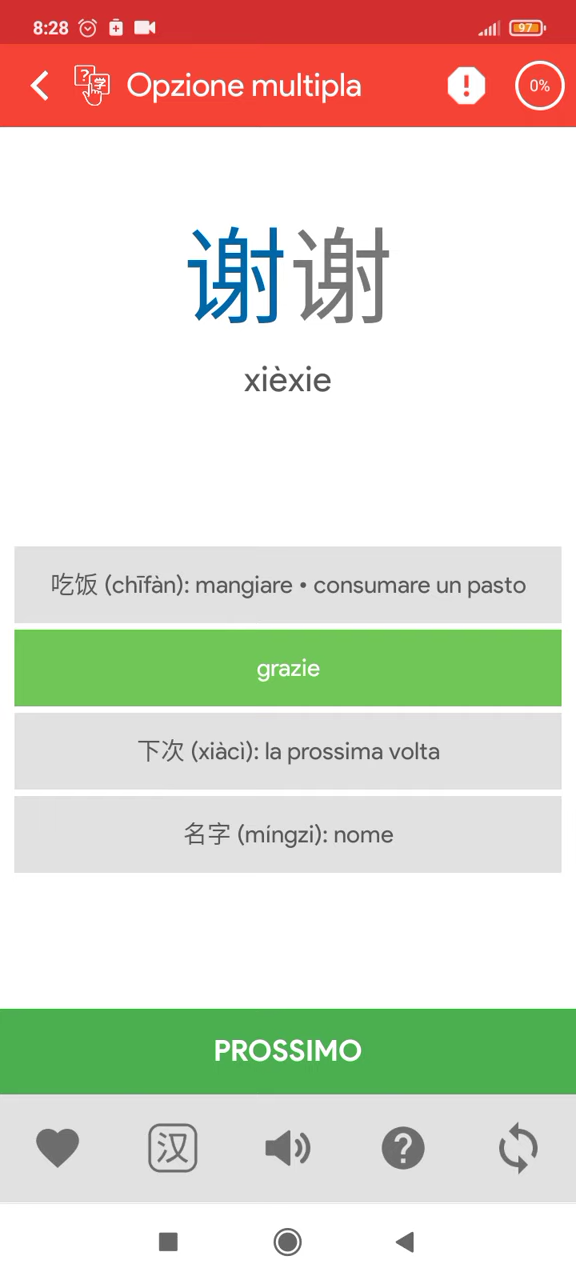 8:28
97
Opzione multipla
0%
谢谢
xièxie
吃饭 (chīfàn): mangiare • consumare un pasto
grazie
下次 (xiàcì): la prossima volta
名字 (míngzi): nome
PROSSIMO
汉